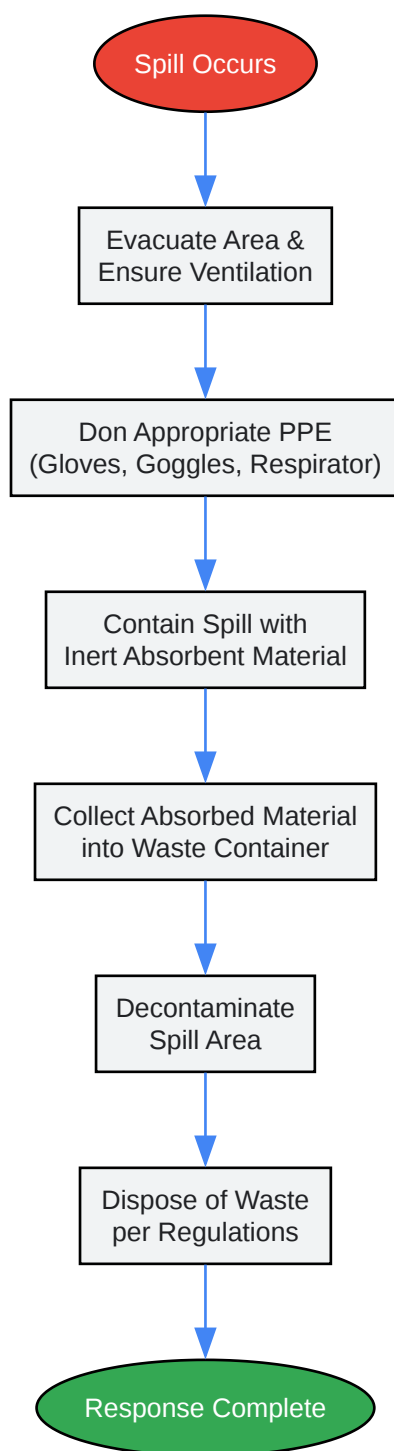 Spill Occurs
Evacuate Area &
Ensure Ventilation
Don Appropriate PPE
(Gloves, Goggles, Respirator)
Contain Spill with
Inert Absorbent Material
Collect Absorbed Material
into Waste Container
Decontaminate
Spill Area
Dispose of Waste
per Regulations
Response Complete